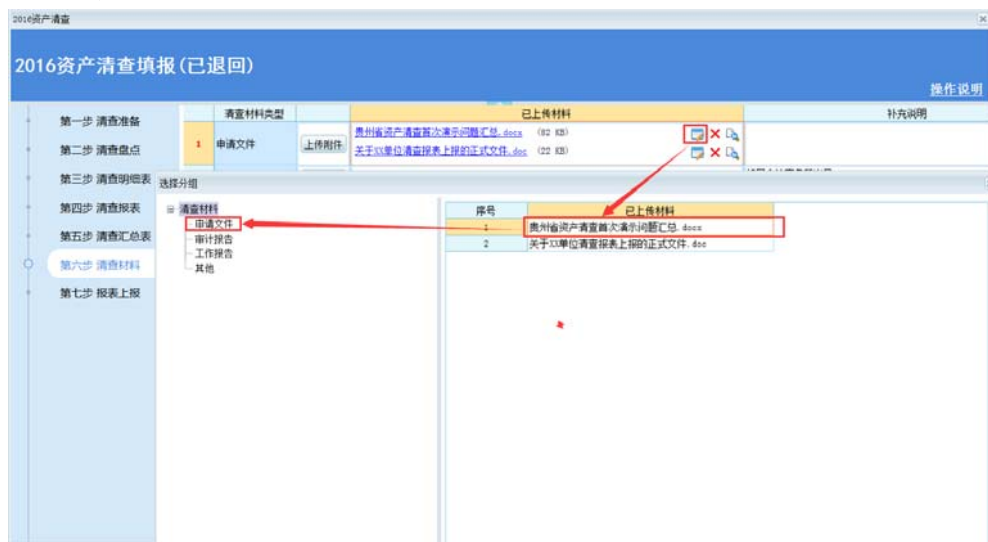 2016资产清查
2016资产清查填报(已退回)
操作说明
第一步 清查准备
第二步 清查盘点
第三步 清查明细表
第四步 清查报表
第五步 清查汇总表
第六步 清查材料
第七步 报表上报
清查材料类型
已上传材料
补充说明
1
申请文件
上传附件
贵州省资产清查首次演示问题汇总.docx (82 KB)
关于XX单位清查报表上报的正式文件.doc (22 KB)
选择分组
清查材料
申请文件
审计报告
工作报告
其他
序号
已上传材料
1
贵州省资产清查首次演示问题汇总.docx
2
关于XX单位清查报表上报的正式文件.doc